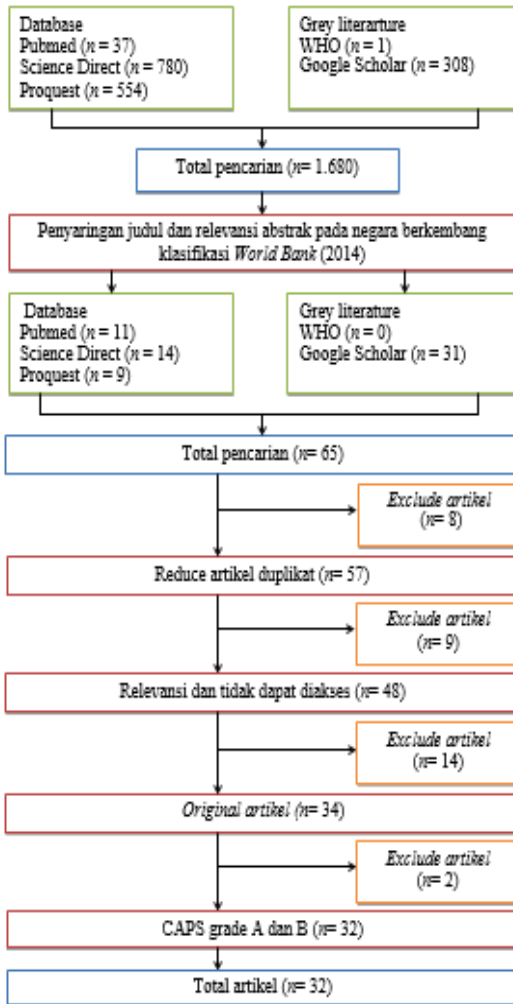 Database
Pubmed (n = 37)
Science Direct (n = 780)
Proquest (n = 554)
Grey literarture
WHO (n = 1)
Google Scholar (n = 308)
Total pencarian (n= 1.680)
Penyaringan judul dan relevansi abstrak pada negara berkembang
klasifikasi World Bank (2014)
Database
Pubmed (n = 11)
Science Direct (n = 14)
Proquest (n = 9)
Grey literature
WHO (n = 0)
Google Scholar (n = 31)
Total pencarian (n= 65)
Exclude artikel
(n= 8)
Reduce artikel duplikat (n= 57)
Exclude artikel
(n= 9)
Relevansi dan tidak dapat diakses (n= 48)
Exclude artikel
(n= 14)
Original artikel (n= 34)
Exclude artikel
(n= 2)
CAPS grade A dan B (n= 32)
Total artikel (n= 32)